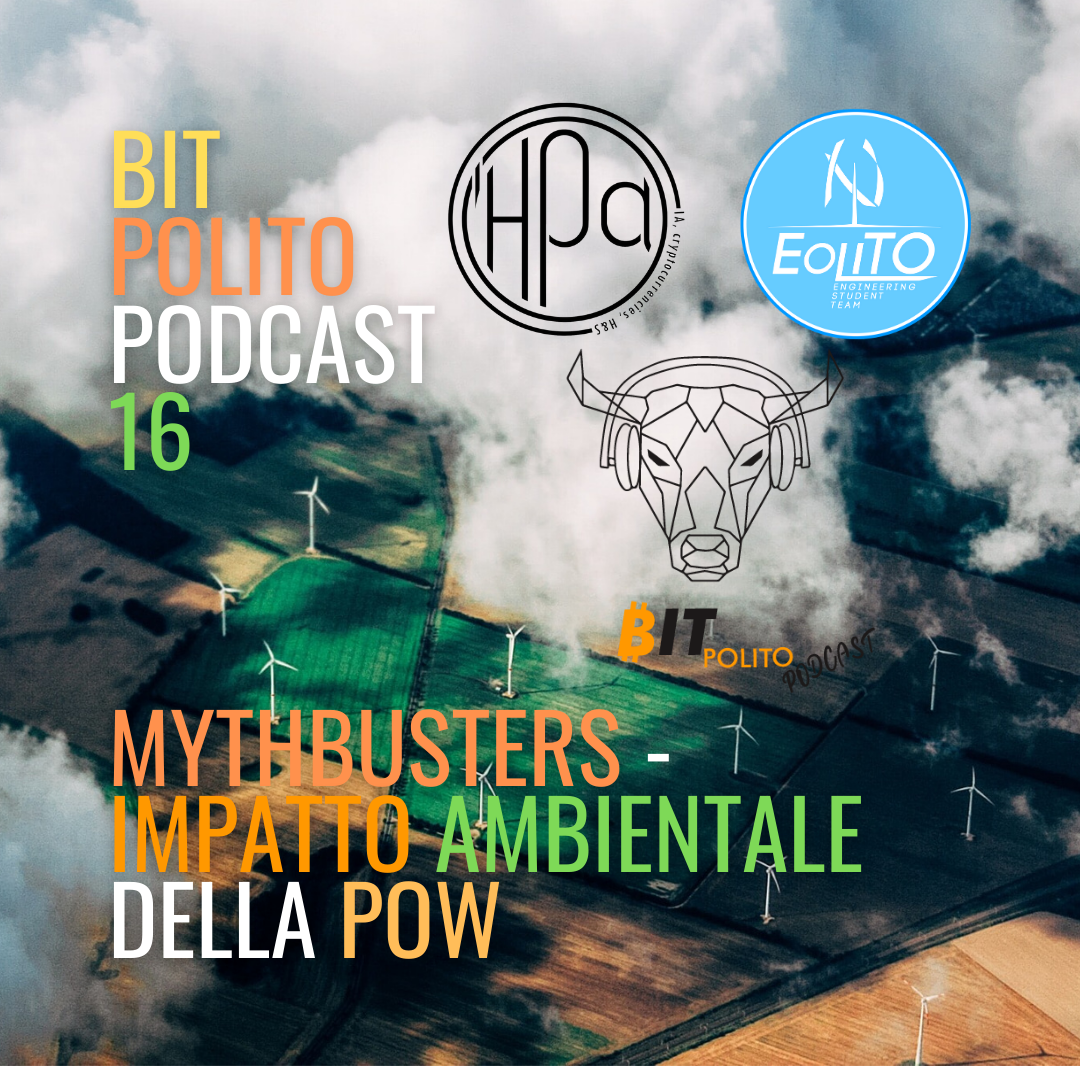 BIT
POLITO
PODCAST
16
HPa
IA, cryptocurrencies, H&S
EOLITO
ENGINEERING
STUDENT
TEAM
BIT
POLITO
PODCAST
MYTHBUSTERS -
IMPATTO AMBIENTALE
DELLA POW